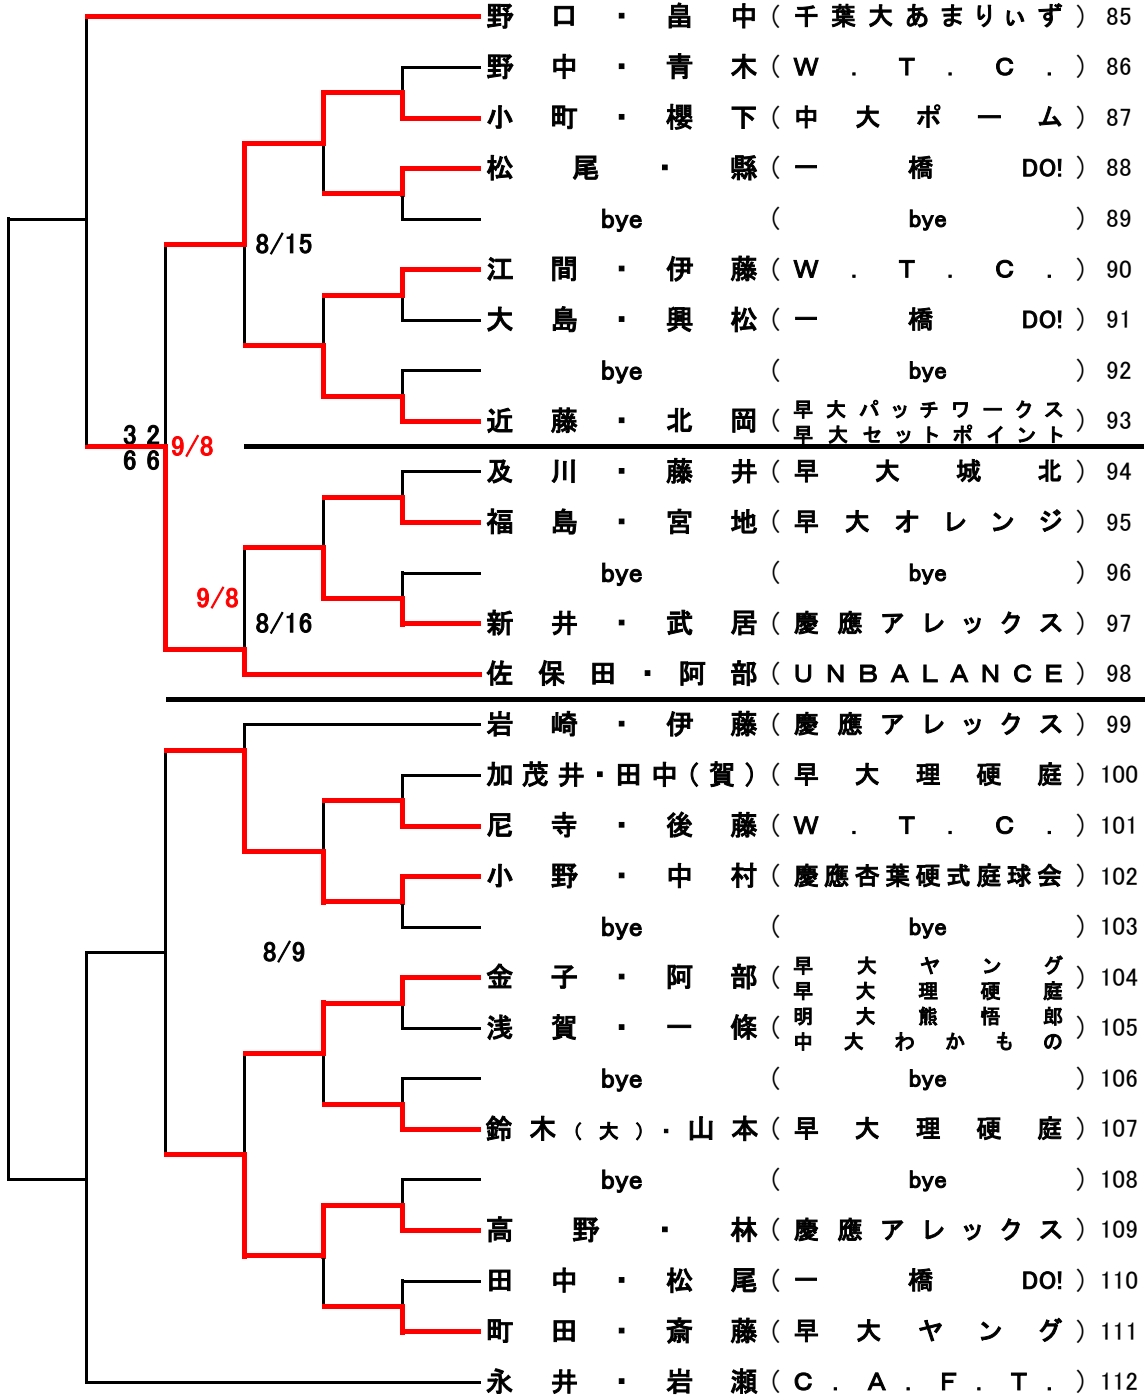 野口・畠中(千葉大あまりぃず) 85
野中・青木(W.T.C.) 86
小町・櫻下(中大ポーム) 87
松尾・縣(一橋DO!) 88
bye(bye) 89
8/15
江間・伊藤(W.T.C.) 90
大島・興松(一橋DO!) 91
bye(bye) 92
近藤・北岡(早大パッチワークス
早大セットポイント) 93
3 2
6 6
9/8
及川・藤井(早大城北) 94
福島・宮地(早大オレンジ) 95
bye(bye) 96
9/8
8/16
新井・武居(慶應アレックス) 97
佐保田・阿部(UNBALANCE) 98
岩崎・伊藤(慶應アレックス) 99
加茂井・田中(賀)(早大理硬庭) 100
尼寺・後藤(W.T.C.) 101
小野・中村(慶應杏葉硬式庭球会) 102
bye(bye) 103
8/9
金子・阿部(早大ヤング
早大理硬庭) 104
浅賀・一條(明大熊悟郎
中大わかもの) 105
bye(bye) 106
鈴木(大)・山本(早大理硬庭) 107
bye(bye) 108
高野・林(慶應アレックス) 109
田中・松尾(一橋DO!) 110
町田・斎藤(早大ヤング) 111
永井・岩瀬(C.A.F.T.) 112